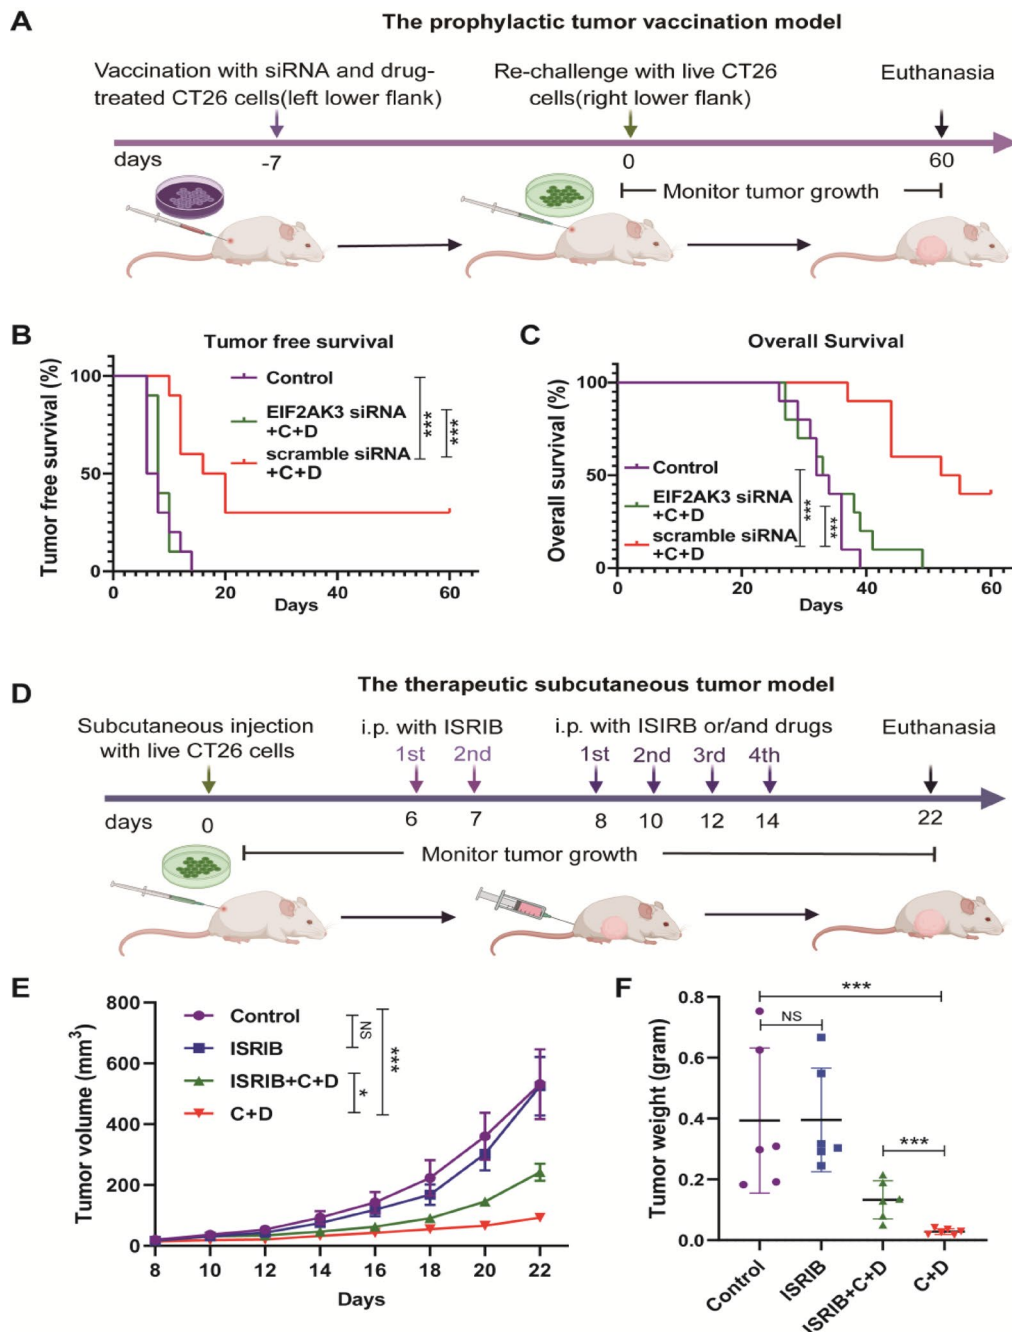 A
The prophylactic tumor vaccination model
Vaccination with siRNA and drug-
treated CT26 cells(left lower flank)
Re-challenge with live CT26
cells(right lower flank)
Euthanasia
days
-7
0
60
Monitor tumor growth
B
Tumor free survival
Tumor free survival (%)
100
50
0
0
20
40
60
Days
Control
EIF2AK3 siRNA
+C+D
scramble siRNA
+C+D
***
***
C
Overall Survival
Overall survival (%)
100
50
0
0
20
40
60
Days
Control
EIF2AK3 siRNA
+C+D
scramble siRNA
+C+D
***
***
D
The therapeutic subcutaneous tumor model
Subcutaneous injection
with live CT26 cells
i.p. with ISRIB
1st 2nd
i.p. with ISIRB or/and drugs
1st 2nd 3rd 4th
Euthanasia
days
0
6
7
8
10
12
14
22
Monitor tumor growth
E
Tumor volume (mm³)
800
600
400
200
0
8 10 12 14 16 18 20 22
Days
Control
ISRIB
ISRIB+C+D
C+D
NS
*
***
F
Tumor weight (gram)
0.8
0.6
0.4
0.2
0.0
***
NS
***
Control
ISRIB
ISRIB+C+D
C+D